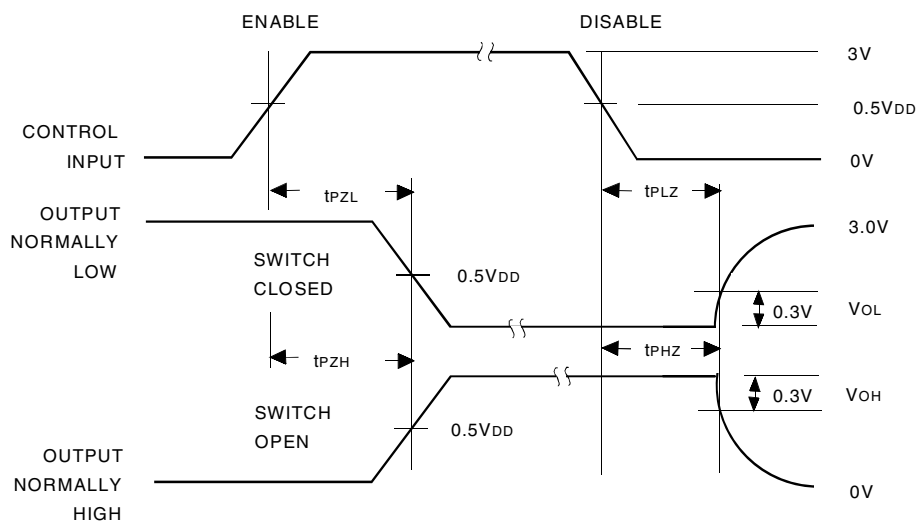 ENABLE
DISABLE
3V
0.5VDD
CONTROL
INPUT
0V
tPZL
tPLZ
OUTPUT
NORMALLY
LOW
3.0V
SWITCH
CLOSED
0.5VDD
0.3V
VOL
tPZH
tPHZ
0.3V
VOH
SWITCH
OPEN
0.5VDD
OUTPUT
NORMALLY
HIGH
0V